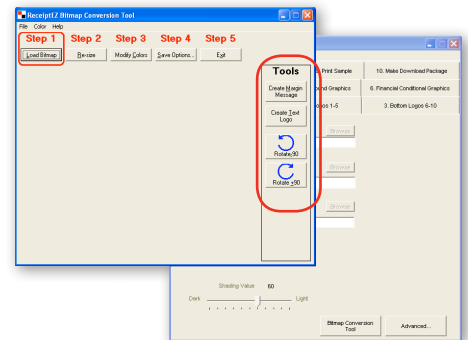 ReceiptEZ Bitmap Conversion Tool
File Color Help
Step 1 Step 2 Step 3 Step 4 Step 5
Load Bitmap Re-size Modify Colors Save Options... Exit
Tools
Create Margin
Message
Create Text
Logo
Rotate-90
Rotate +90
Print Sample 10. Make Download Package
Graphics 6. Financial Conditional Graphics
1-5 3. Bottom Logos 6-10
Browse
Browse
Browse
Shading Value 60
Dark Light
Bitmap Conversion
Tool
Advanced...